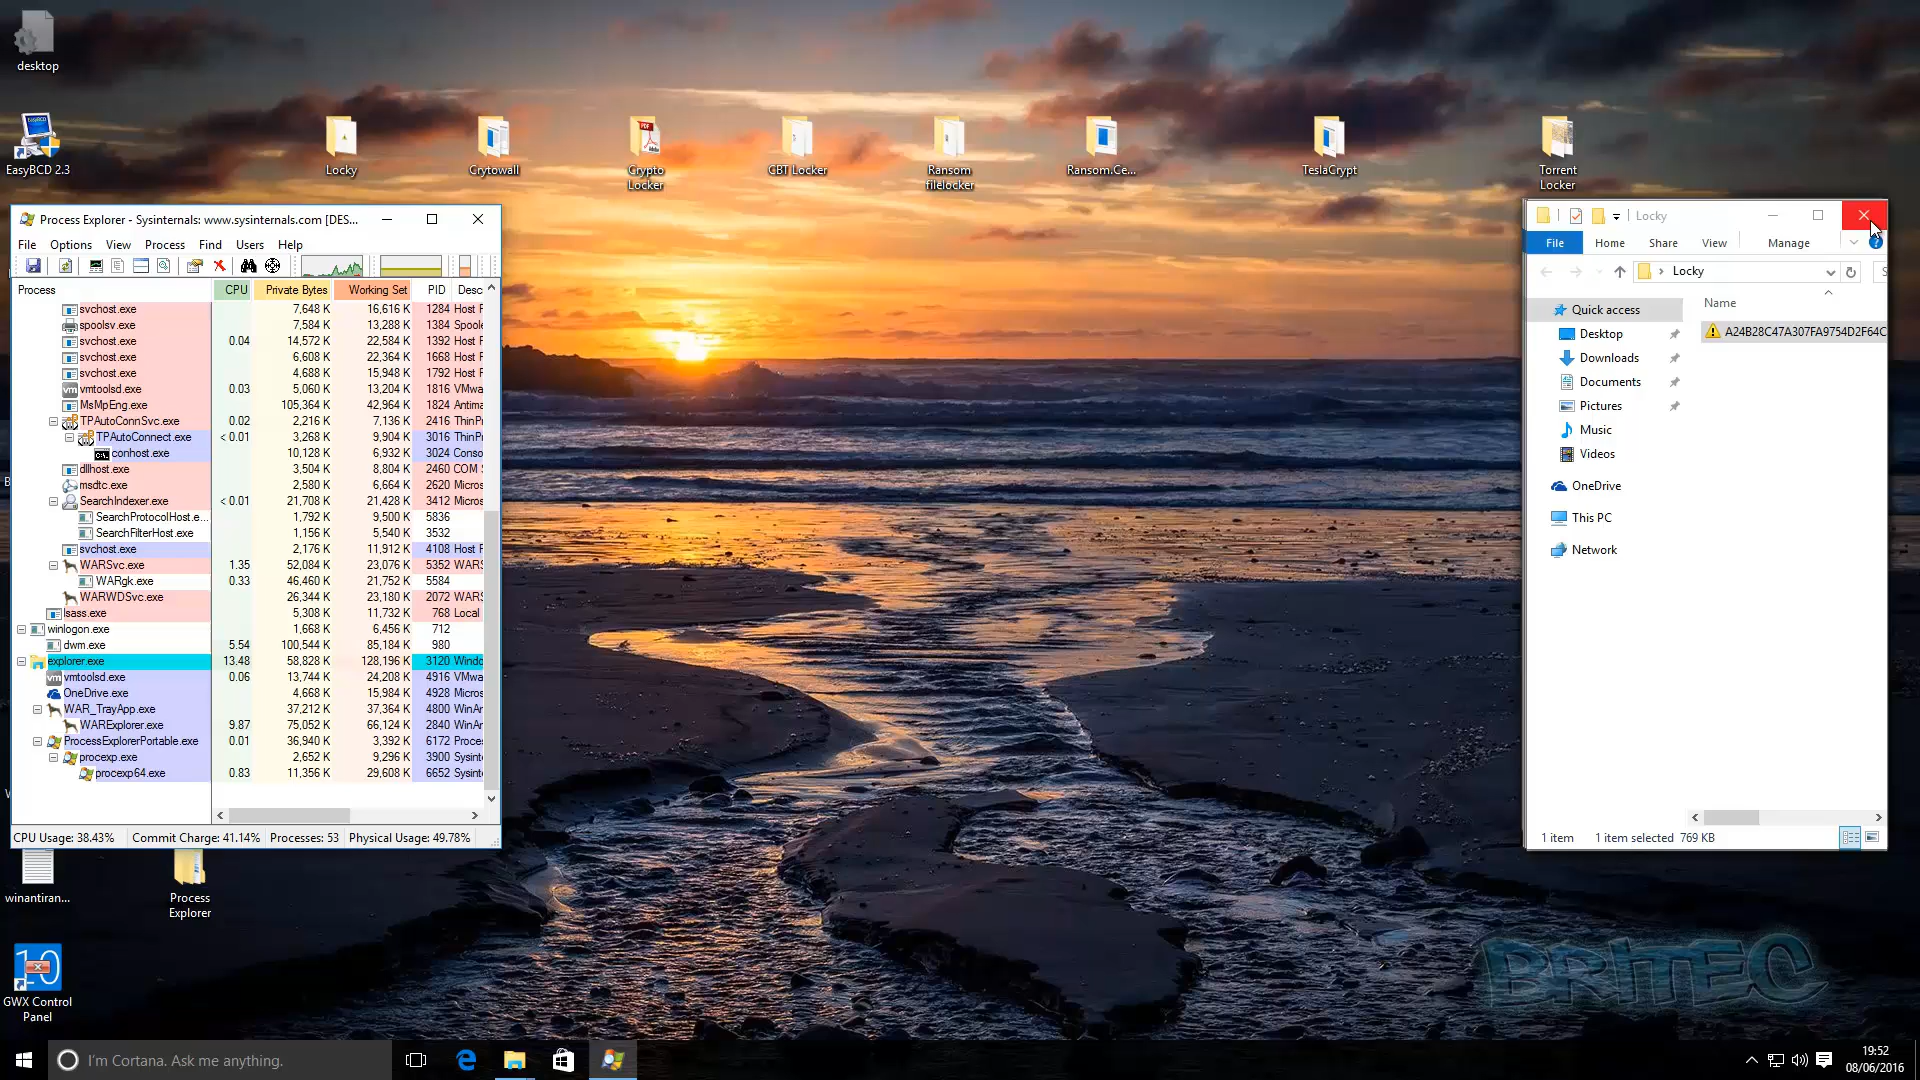 desktop
EasyBCD 2.3
Locky
Crytowall
Crypto
Locker
GBT Locker
Ransom
filelocker
Ransom.Ce...
TeslaCrypt
Torrent
Locker
Process Explorer - Sysinternals: www.sysinternals.com [DES...
File Options View Process Find Users Help
Process CPU Private Bytes Working Set PID Desc
svchost.exe 7,648 K 16,616 K 1284 Host F
spoolsv.exe 7,584 K 13,288 K 1384 Spoole
svchost.exe 0.04 14,572 K 22,584 K 1392 Host F
svchost.exe 6,608 K 22,364 K 1668 Host F
svchost.exe 4,688 K 15,948 K 1792 Host F
vmtoolsd.exe 0.03 5,060 K 13,204 K 1816 VMwa
MsMpEng.exe 105,364 K 42,964 K 1824 Antima
TPAutoConnSvc.exe 0.02 2,216 K 7,136 K 2416 ThinPr
TPAutoConnect.exe < 0.01 3,268 K 9,904 K 3016 ThinPr
conhost.exe 10,128 K 6,932 K 3024 Conso
dllhost.exe 3,504 K 8,804 K 2460 COM S
msdtc.exe 2,580 K 6,664 K 2620 Micros
SearchIndexer.exe < 0.01 21,708 K 21,428 K 3412 Micros
SearchProtocolHost.e... 1,792 K 9,500 K 5836
SearchFilterHost.exe 1,156 K 5,540 K 3532
svchost.exe 2,176 K 11,912 K 4108 Host F
WARSvc.exe 1.35 52,084 K 23,076 K 5352 WARS
WARgk.exe 0.33 46,460 K 21,752 K 5584
WARWDSvc.exe 26,344 K 23,180 K 2072 WARS
lsass.exe 5,308 K 11,732 K 768 Local
winlogon.exe 1,668 K 6,456 K 712
dwm.exe 5.54 100,544 K 85,184 K 980
explorer.exe 13.48 58,828 K 128,196 K 3120 Windo
vmtoolsd.exe 0.06 13,744 K 24,208 K 4916 VMwa
OneDrive.exe 4,668 K 15,984 K 4928 Micros
WAR_TrayApp.exe 37,212 K 37,364 K 4800 WinAn
WARExplorer.exe 9.87 75,052 K 66,124 K 2840 WinAn
ProcessExplorerPortable.exe 0.01 36,940 K 3,392 K 6172 Proces
procexp.exe 2,652 K 9,296 K 3900 Sysint
procexp64.exe 0.83 11,356 K 29,608 K 6652 Sysint
CPU Usage: 38.43% Commit Charge: 41.14% Processes: 53 Physical Usage: 49.78%
Locky
File Home Share View Manage
Locky
Name
A24B28C47A307FA9754D2F64C
Quick access
Desktop
Downloads
Documents
Pictures
Music
Videos
OneDrive
This PC
Network
1 item 1 item selected 769 KB
winantiran...
Process
Explorer
GWX Control
Panel
BRITEC
I'm Cortana. Ask me anything.
19:52
08/06/2016